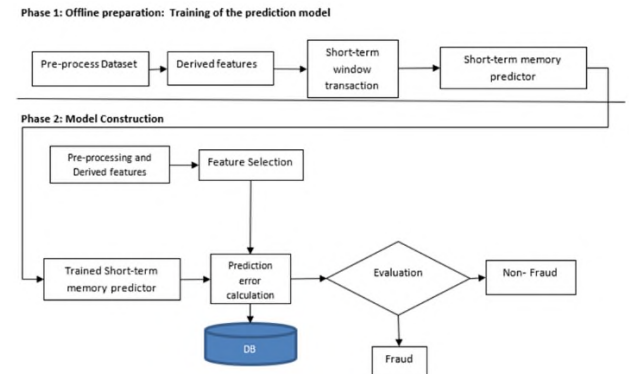 Phase 1: Offline preparation: Training of the prediction model
Pre-process Dataset
Derived features
Short-term
window
transaction
Short-term memory
predictor
Phase 2: Model Construction
Pre-processing and
Derived features
Feature Selection
Trained Short-term
memory predictor
Prediction
error
calculation
Evaluation
Non- Fraud
DB
Fraud